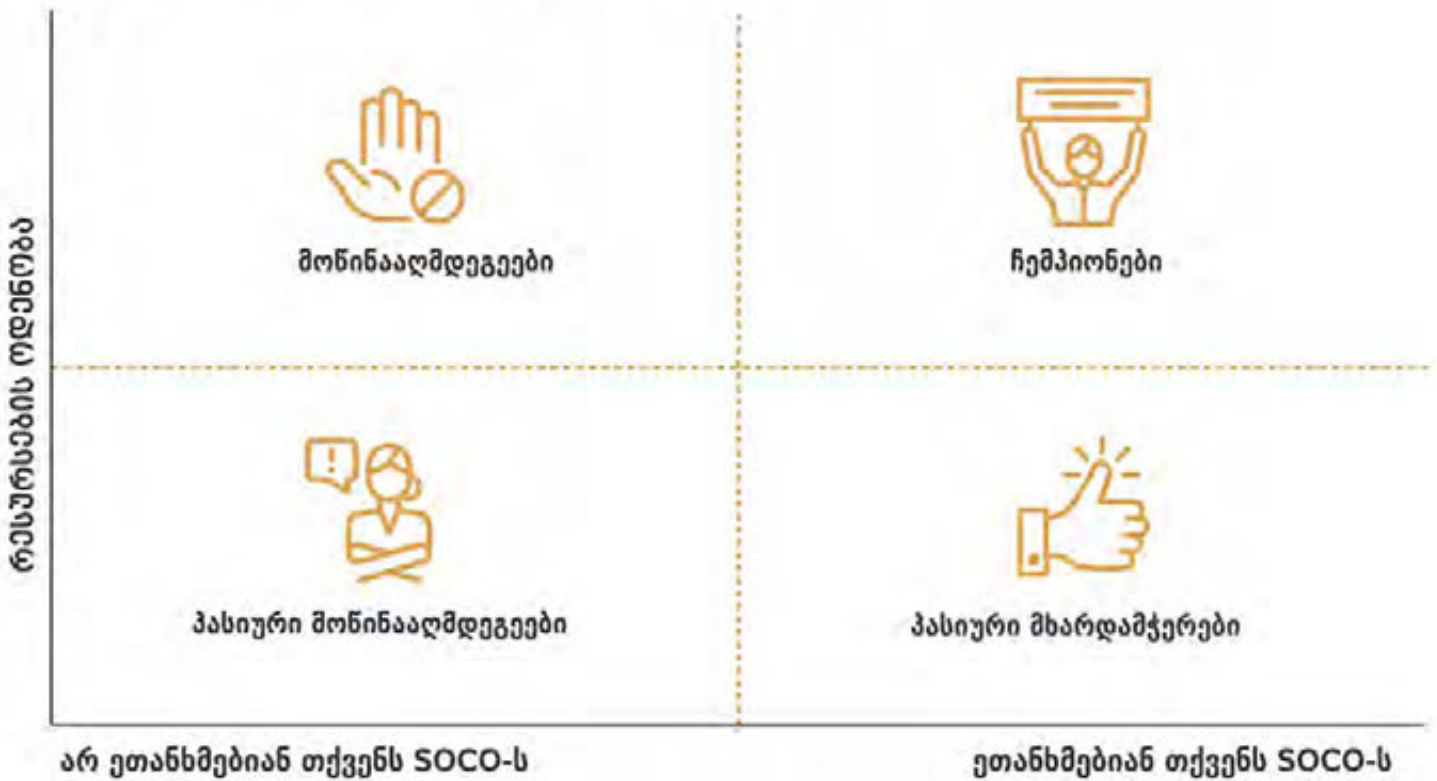 მოწინააღმდეგეები
ჩემპიონები
რესურსების ოდენობა
პასიური მოწინააღმდეგეები
პასიური მხარდამჭერები
არ ეთანხმებიან თქვენს SOCO-ს
ეთანხმებიან თქვენს SOCO-ს